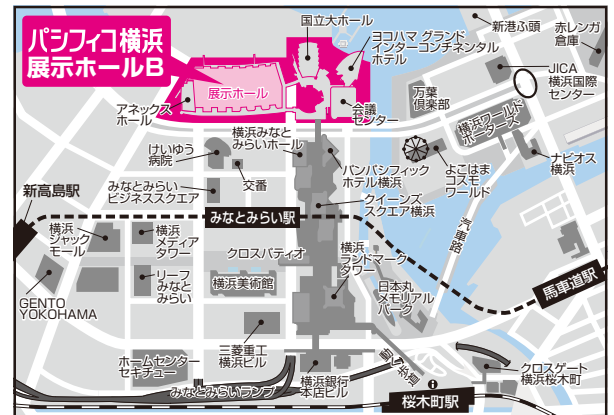 パシフィコ横浜
展示ホールB
国立大ホール
ヨコハマ グランド
インターコンチネンタル
ホテル
新港ふ頭
赤レンガ
倉庫
展示ホール
JICA
横浜国際
センター
アネックス
ホール
会議
センター
万葉
倶楽部
横浜ワールド
ポーターズ
横浜みなと
みらいホール
けいゆう
病院
交番
パンパシフィック
ホテル横浜
よこはま
コスモ
ワールド
ナビオス
横浜
みなとみらい
ビジネススクエア
クイーンズ
スクエア横浜
新高島駅
みなとみらい駅
汽車道
横浜
ジャック
モール
横浜
メディア
タワー
クロスパティオ
横浜
ランドマーク
タワー
馬車道駅
リーフ
みなと
みらい
横浜美術館
日本丸
メモリアル
パーク
GENTO
YOKOHAMA
三菱重工
横浜ビル
動く歩道
ホームセンター
セキチュー
クロスゲート
横浜桜木町
みなとみらいランプ
横浜銀行
本店ビル
桜木町駅